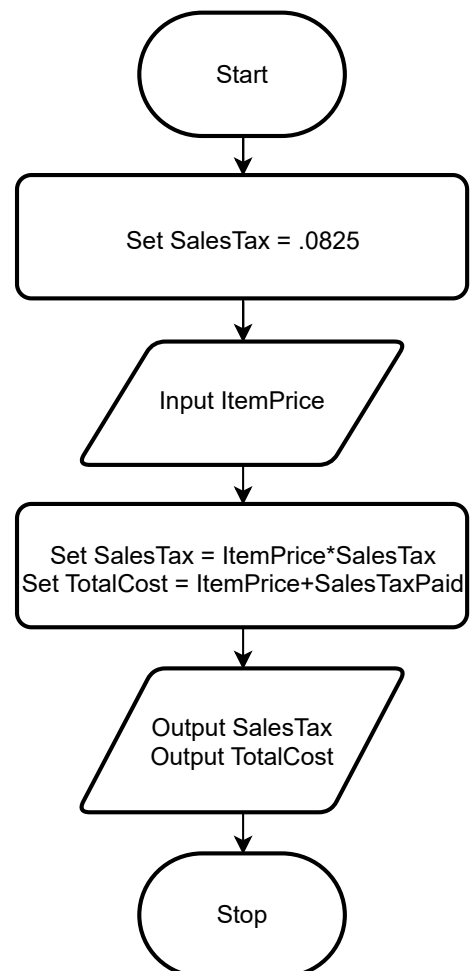 Start
Set SalesTax = .0825
Input ItemPrice
Set SalesTax = ItemPrice*SalesTax
Set TotalCost = ItemPrice+SalesTaxPaid
Output SalesTax
Output TotalCost
Stop